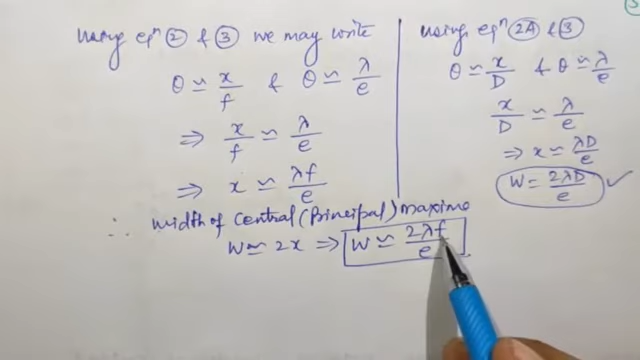 using eqⁿ ② & ③ we may write
θ ≃ x/f & θ ≃ λ/e
⇒ x/f ≃ λ/e
⇒ x ≃ λf/e
using eqⁿ 2A & ③
θ ≃ x/D & θ ≃ λ/e
x/D ≃ λ/e
⇒ x ≃ λD/e
W ≃ 2λD/e ✓
∴ width of Central (Principal) maxima
W ≃ 2x ⇒ W ≃ 2λf/e